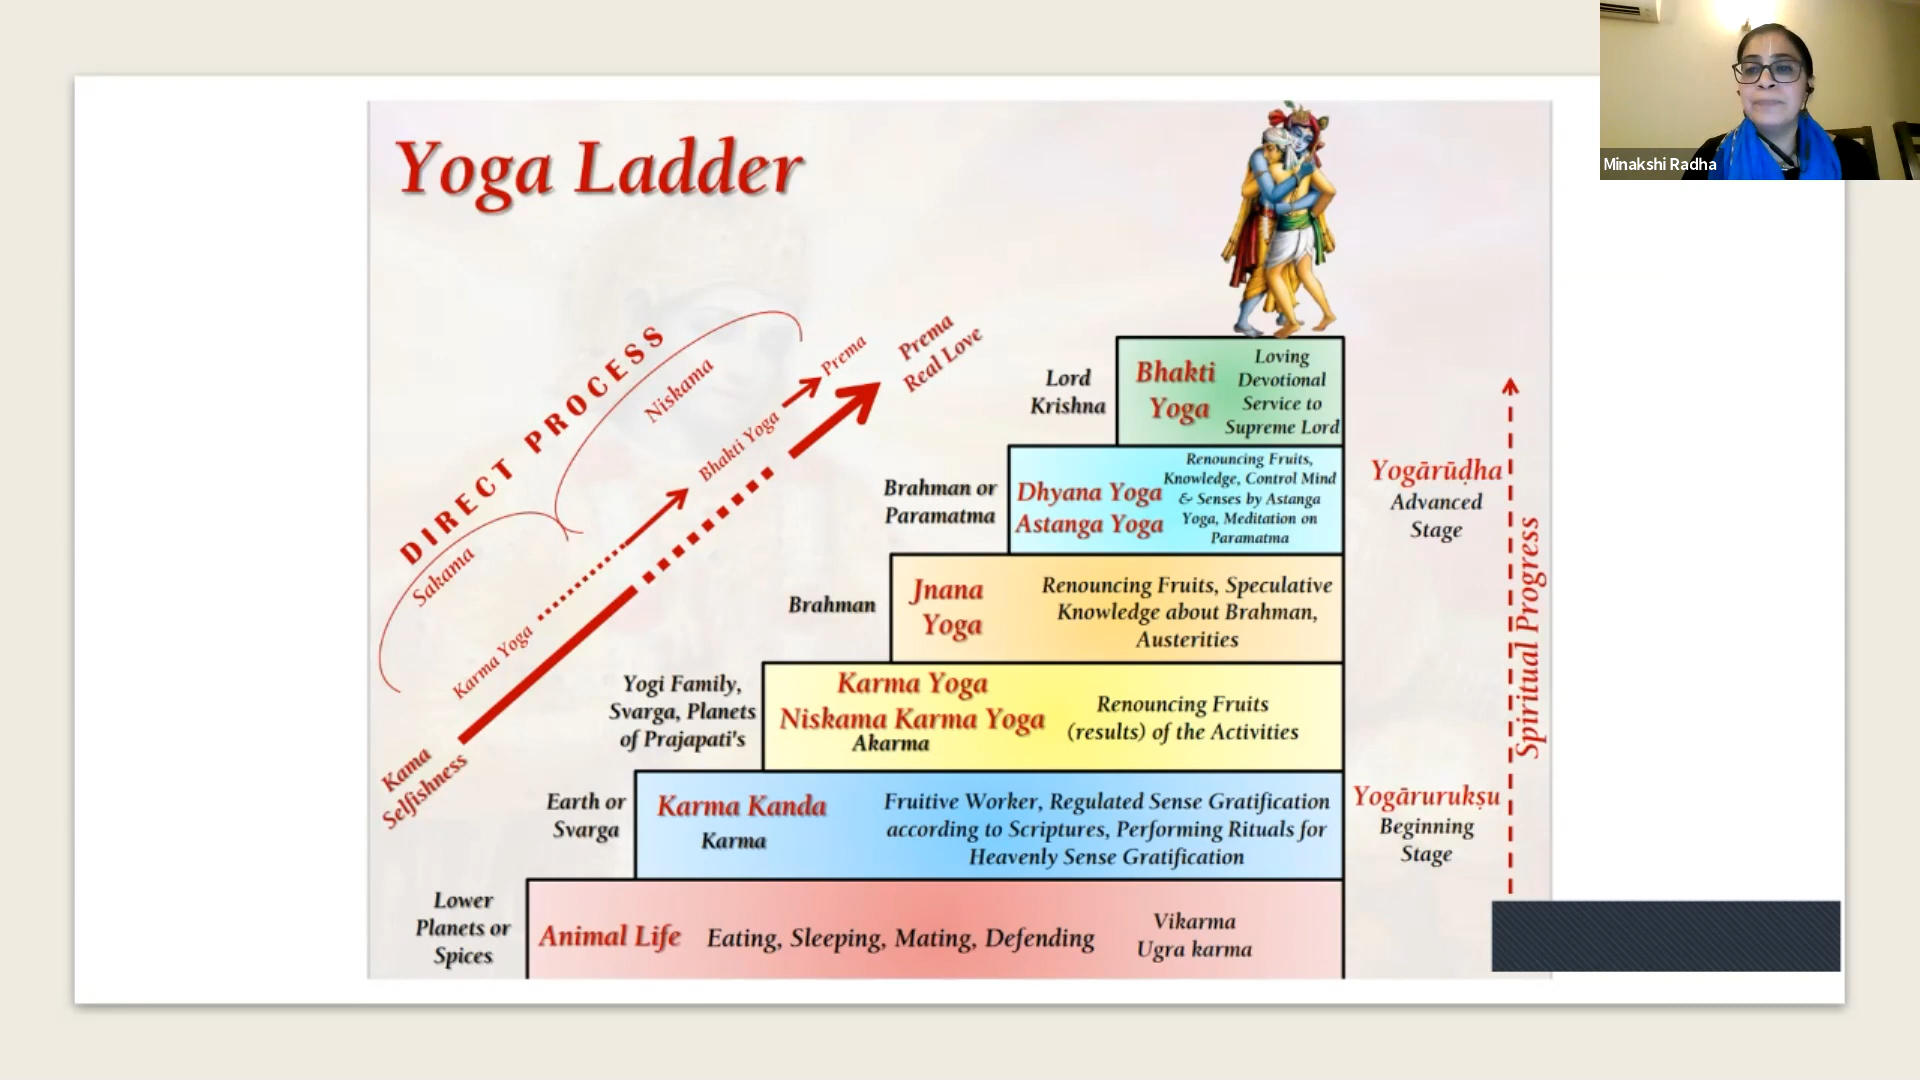 Yoga Ladder
Minakshi Radha
DIRECT PROCESS
Sakama
Niskama
Karma Yoga
Bhakti Yoga
Prema
Kama
Selfishness
Prema
Real Love
Lord
Krishna
Bhakti
Yoga
Loving
Devotional
Service to
Supreme Lord
Brahman or
Paramatma
Dhyana Yoga
Astanga Yoga
Renouncing Fruits,
Knowledge, Control Mind
& Senses by Astanga
Yoga, Meditation on
Paramatma
Brahman
Jnana
Yoga
Renouncing Fruits, Speculative
Knowledge about Brahman,
Austerities
Yogi Family,
Svarga, Planets
of Prajapati's
Karma Yoga
Niskama Karma Yoga
Akarma
Renouncing Fruits
(results) of the Activities
Earth or
Svarga
Karma Kanda
Karma
Fruitive Worker, Regulated Sense Gratification
according to Scriptures, Performing Rituals for
Heavenly Sense Gratification
Lower
Planets or
Spices
Animal Life
Eating, Sleeping, Mating, Defending
Vikarma
Ugra karma
Yogārūḍha
Advanced
Stage
Yogārurukṣu
Beginning
Stage
Spiritual Progress